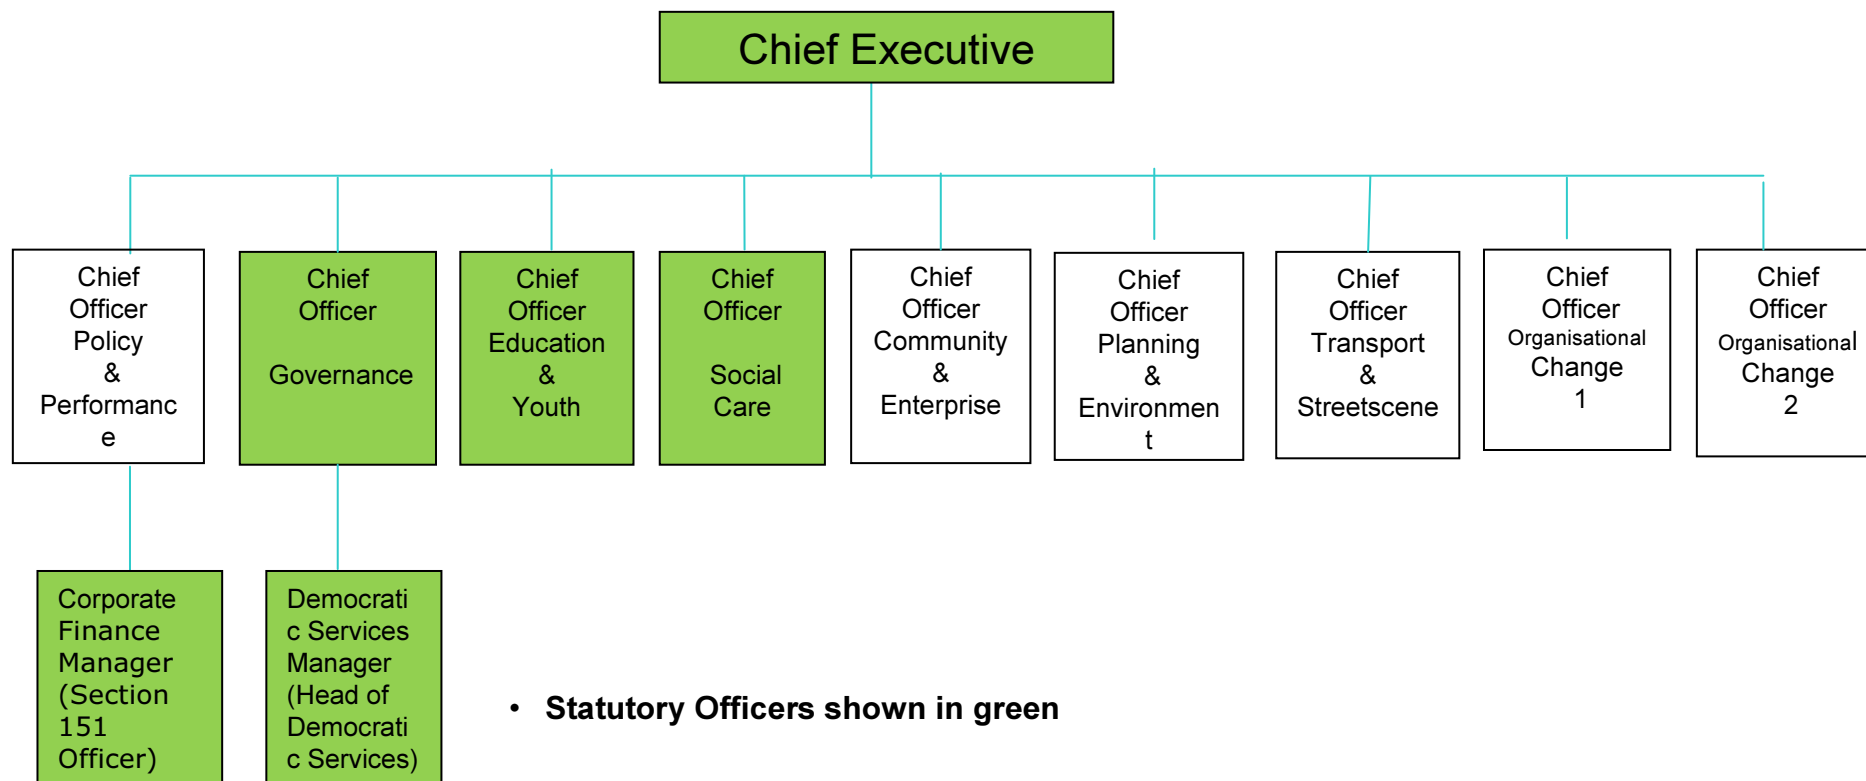 Chief Executive
Chief
Officer
Policy
&
Performanc
e
Chief
Officer
Governance
Chief
Officer
Education
&
Youth
Chief
Officer
Social
Care
Chief
Officer
Community
&
Enterprise
Chief
Officer
Planning
&
Environmen
t
Chief
Officer
Transport
&
Streetscene
Chief
Officer
Organisational
Change
1
Chief
Officer
Organisational
Change
2
Corporate
Finance
Manager
(Section
151
Officer)
Democrati
c Services
Manager
(Head of
Democrati
c Services)
• Statutory Officers shown in green